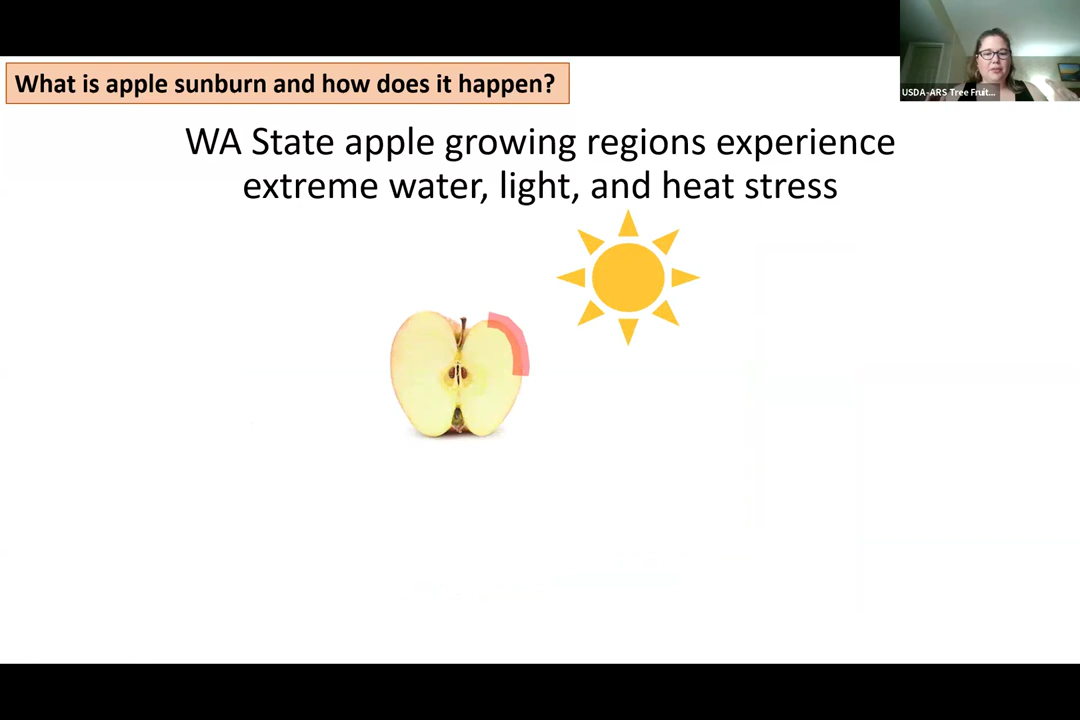 What is apple sunburn and how does it happen?
WA State apple growing regions experience
extreme water, light, and heat stress
USDA-ARS Tree Fruit...